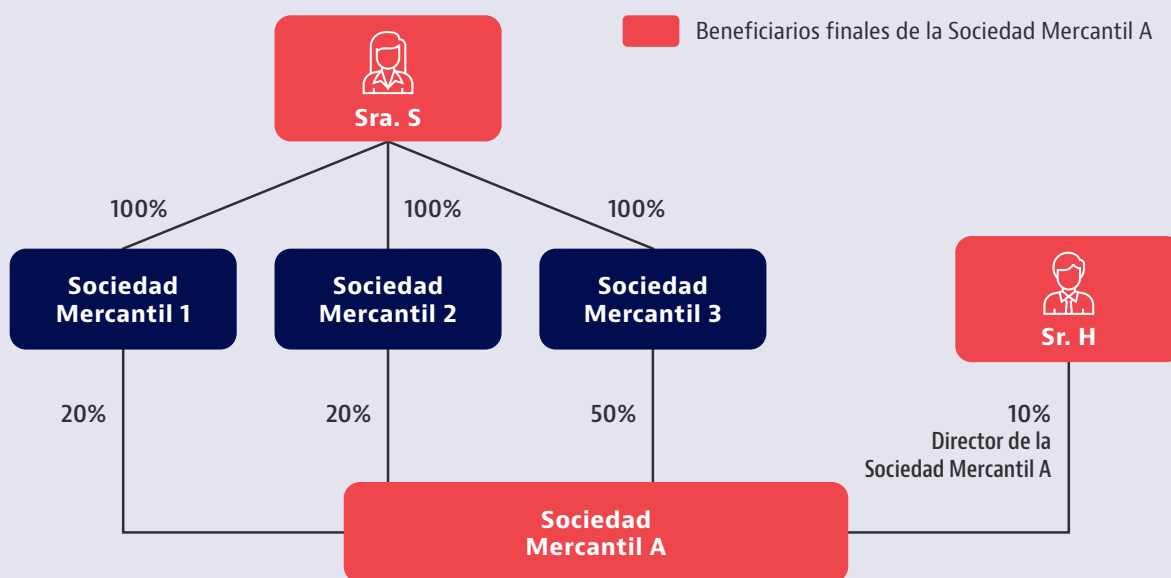 Beneficiarios finales de la Sociedad Mercantil A
Sra. S
100%
100%
100%
Sociedad
Mercantil 1
Sociedad
Mercantil 2
Sociedad
Mercantil 3
Sr. H
20%
20%
50%
10%
Director de la
Sociedad Mercantil A
Sociedad
Mercantil A